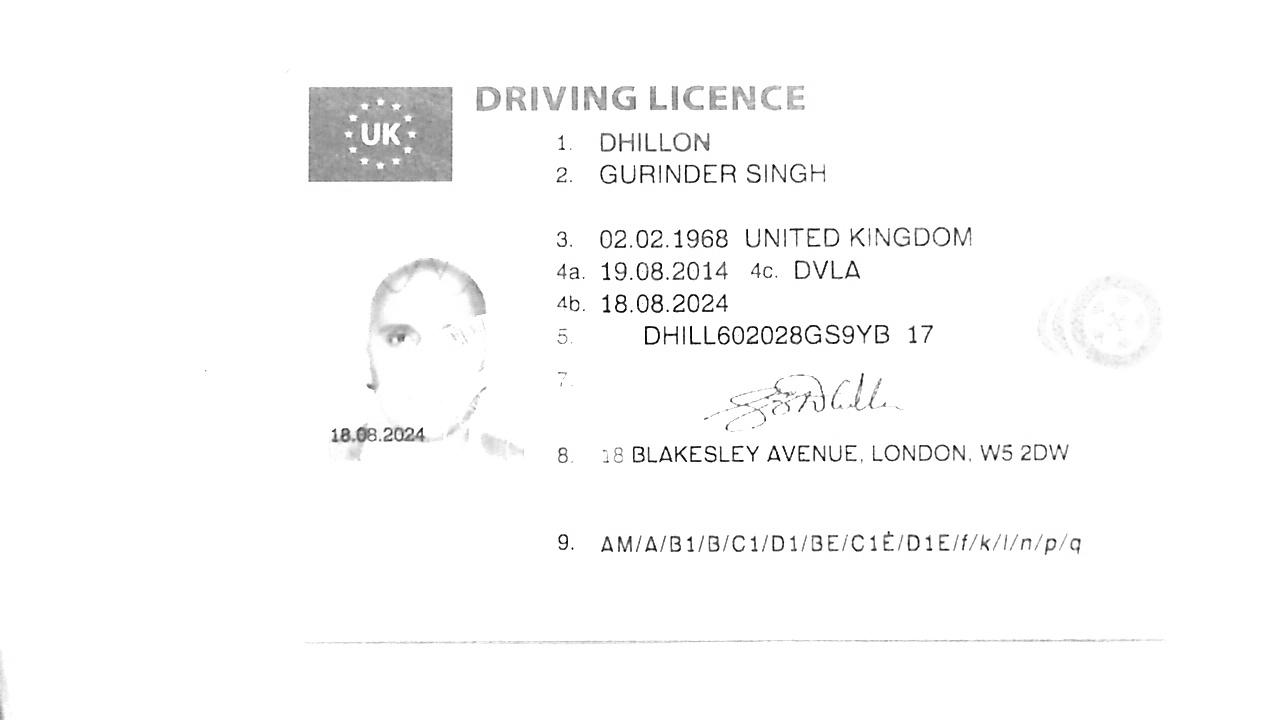 UK
DRIVING LICENCE
1. DHILLON
2. GURINDER SINGH
3. 02.02.1968 UNITED KINGDOM
4a. 19.08.2014 4c. DVLA
4b. 18.08.2024
5. DHILL602028GS9YB 17
7.
18.08.2024
8. 18 BLAKESLEY AVENUE, LONDON, W5 2DW
9. AM/A/B1/B/C1/D1/BE/C1E/D1E/f/k/l/n/p/q